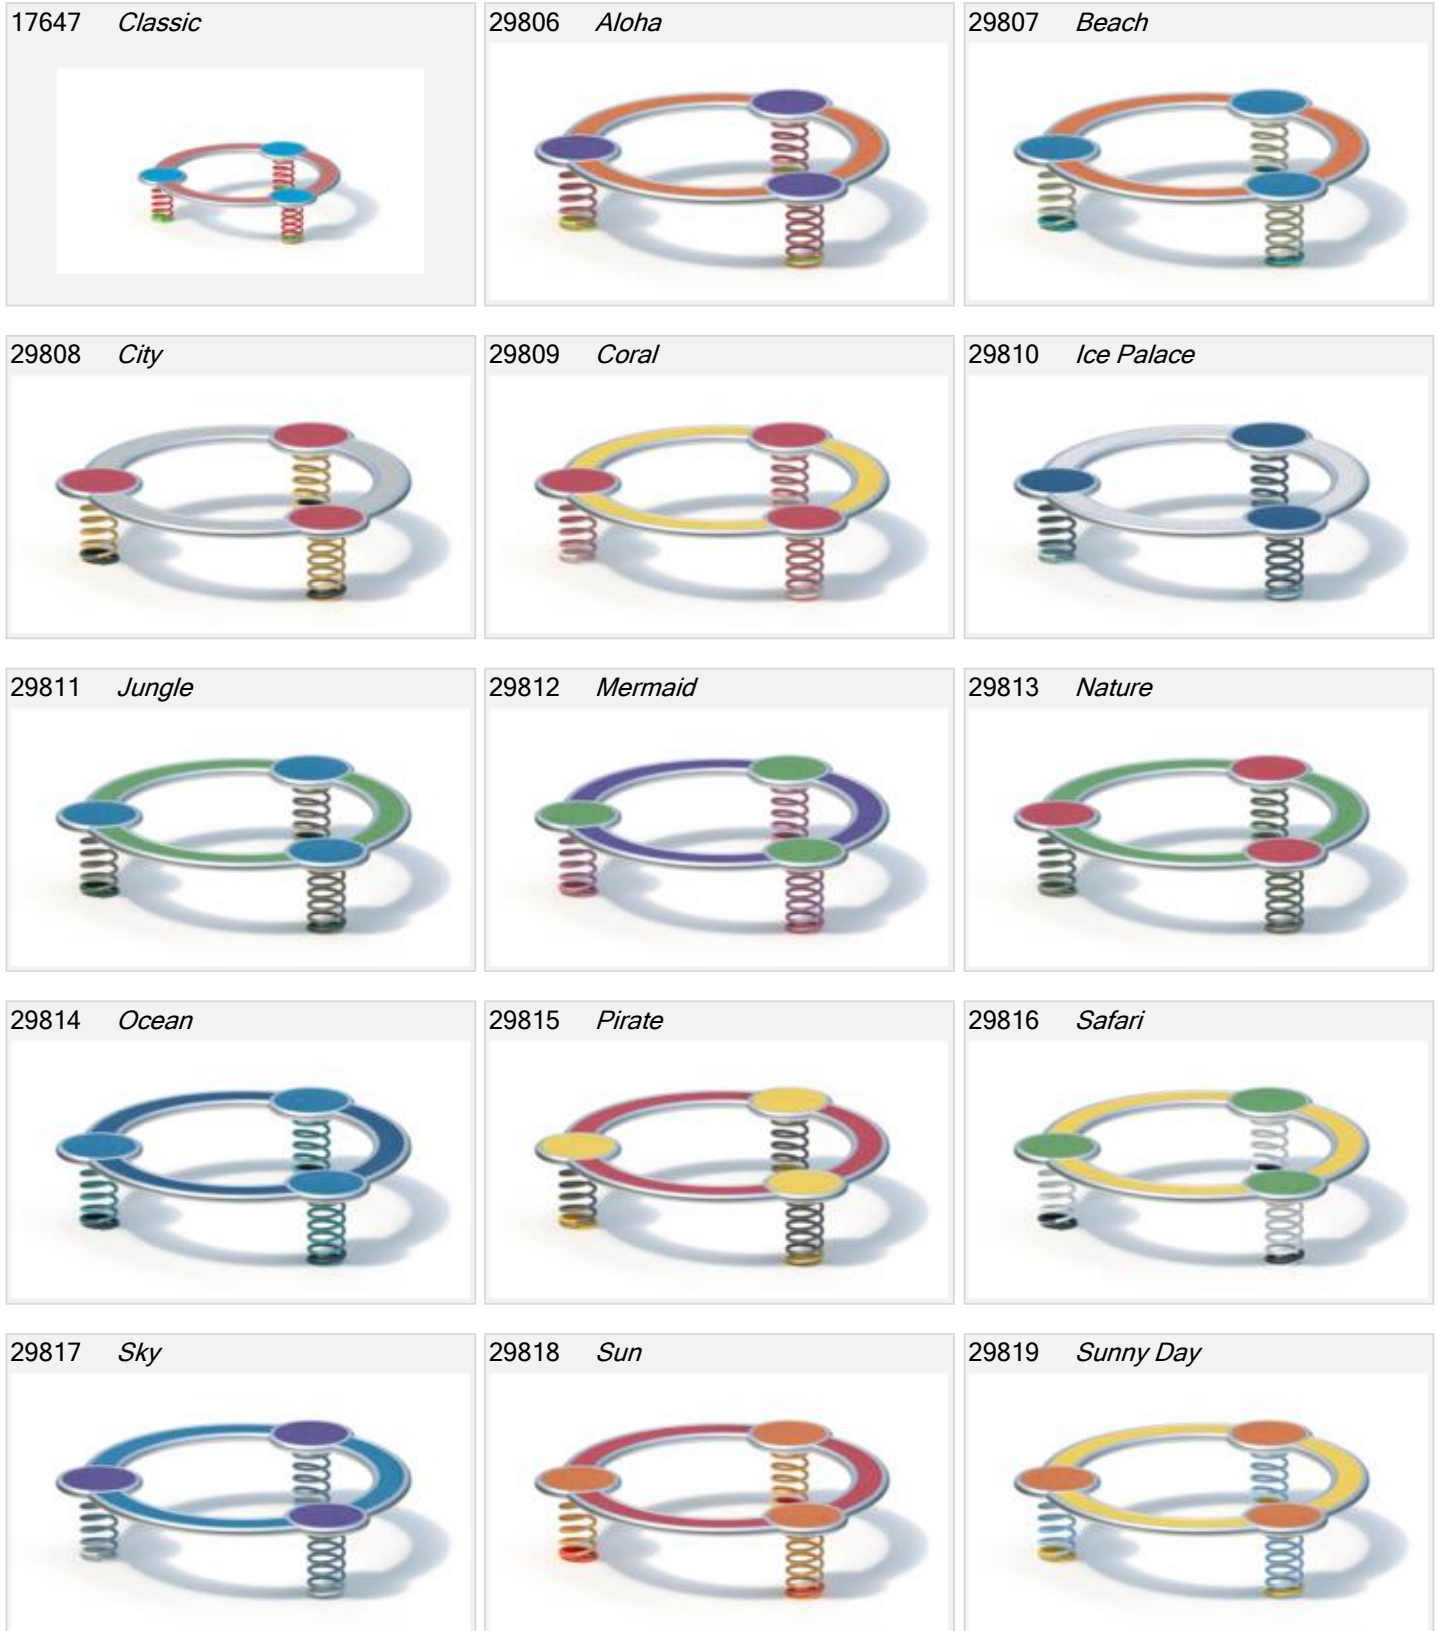 17647 Classic
29806 Aloha
29807 Beach
29808 City
29809 Coral
29810 Ice Palace
29811 Jungle
29812 Mermaid
29813 Nature
29814 Ocean
29815 Pirate
29816 Safari
29817 Sky
29818 Sun
29819 Sunny Day